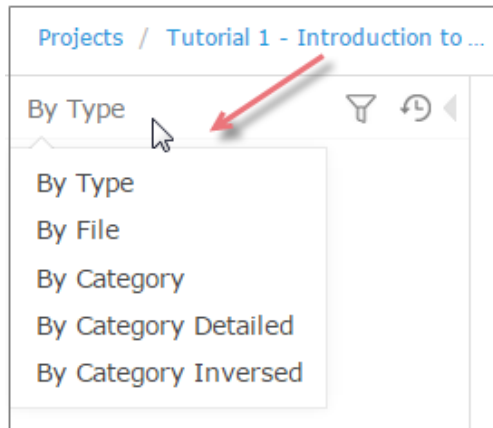 Projects / Tutorial 1 - Introduction to ...
By Type
By Type
By File
By Category
By Category Detailed
By Category Inversed